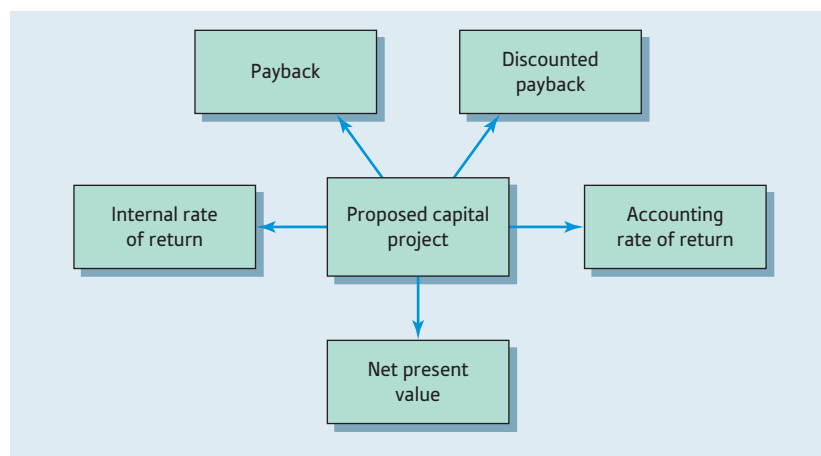 Payback
Discounted
payback
Internal rate
of return
Proposed capital
project
Accounting
rate of return
Net present
value